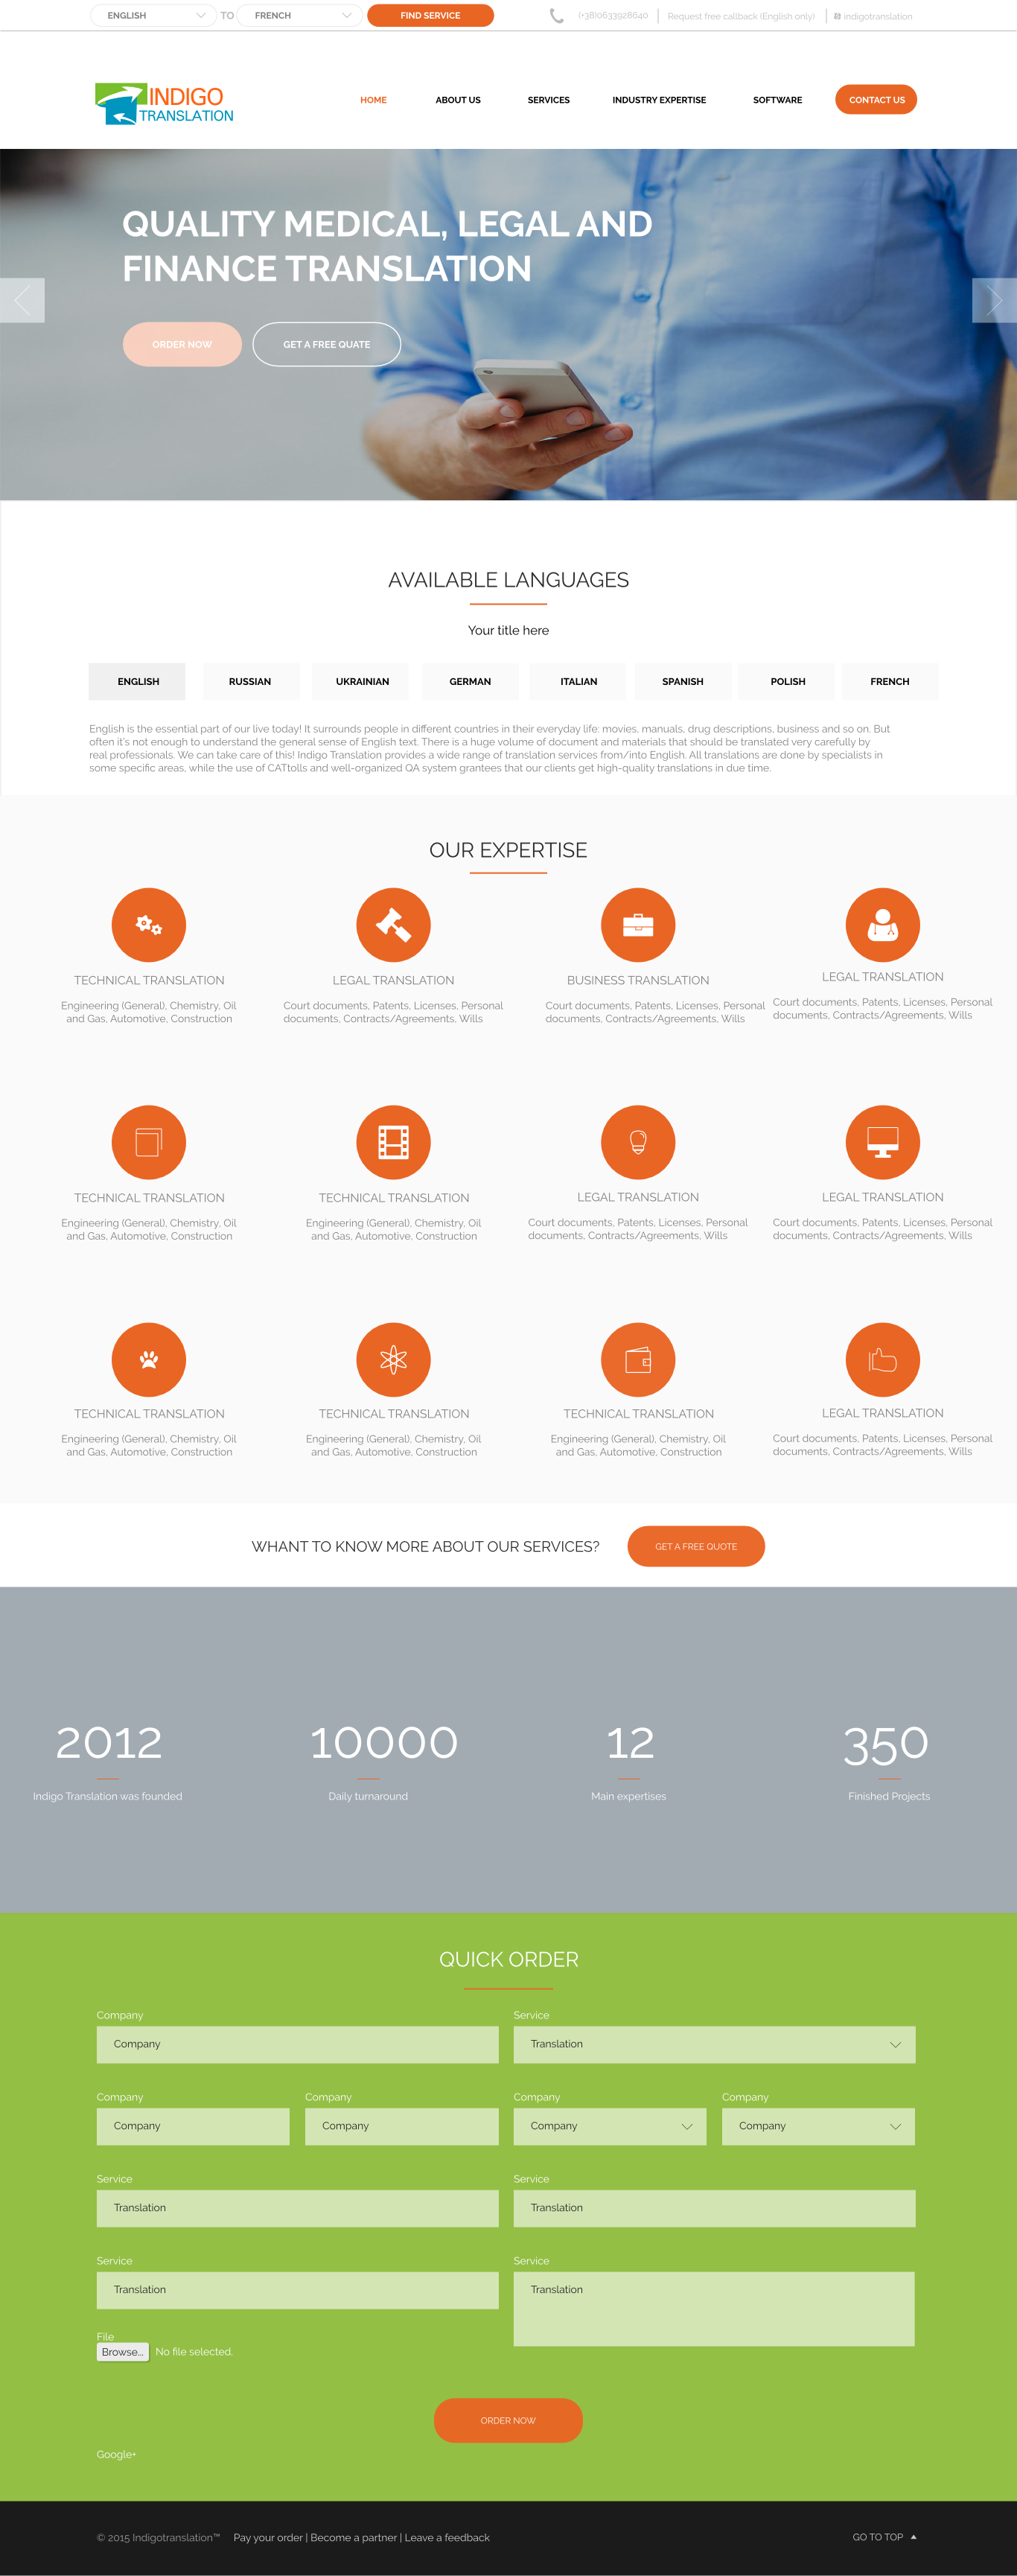 ENGLISH TO FRENCH FIND SERVICE (+38)0633928640 Request free callback (English only) indigotranslation
INDIGO
TRANSLATION
HOME ABOUT US SERVICES INDUSTRY EXPERTISE SOFTWARE CONTACT US
QUALITY MEDICAL, LEGAL AND
FINANCE TRANSLATION
ORDER NOW GET A FREE QUATE
AVAILABLE LANGUAGES
Your title here
ENGLISH RUSSIAN UKRAINIAN GERMAN ITALIAN SPANISH POLISH FRENCH
English is the essential part of our live today! It surrounds people in different countries in their everyday life: movies, manuals, drug descriptions, business and so on. But
often it's not enough to understand the general sense of English text. There is a huge volume of document and materials that should be translated very carefully by
real professionals. We can take care of this! Indigo Translation provides a wide range of translation services from/into English. All translations are done by specialists in
some specific areas, while the use of CATtolls and well-organized QA system grantees that our clients get high-quality translations in due time.
OUR EXPERTISE
TECHNICAL TRANSLATION
Engineering (General), Chemistry, Oil
and Gas, Automotive, Construction
LEGAL TRANSLATION
Court documents, Patents, Licenses, Personal
documents, Contracts/Agreements, Wills
BUSINESS TRANSLATION
Court documents, Patents, Licenses, Personal
documents, Contracts/Agreements, Wills
LEGAL TRANSLATION
Court documents, Patents, Licenses, Personal
documents, Contracts/Agreements, Wills
TECHNICAL TRANSLATION
Engineering (General), Chemistry, Oil
and Gas, Automotive, Construction
TECHNICAL TRANSLATION
Engineering (General), Chemistry, Oil
and Gas, Automotive, Construction
LEGAL TRANSLATION
Court documents, Patents, Licenses, Personal
documents, Contracts/Agreements, Wills
LEGAL TRANSLATION
Court documents, Patents, Licenses, Personal
documents, Contracts/Agreements, Wills
TECHNICAL TRANSLATION
Engineering (General), Chemistry, Oil
and Gas, Automotive, Construction
TECHNICAL TRANSLATION
Engineering (General), Chemistry, Oil
and Gas, Automotive, Construction
TECHNICAL TRANSLATION
Engineering (General), Chemistry, Oil
and Gas, Automotive, Construction
LEGAL TRANSLATION
Court documents, Patents, Licenses, Personal
documents, Contracts/Agreements, Wills
WHANT TO KNOW MORE ABOUT OUR SERVICES? GET A FREE QUOTE
2012 10000 12 350
Indigo Translation was founded Daily turnaround Main expertises Finished Projects
QUICK ORDER
Company Service
Company Translation
Company Company Company Company
Company Company Company Company
Service Service
Translation Translation
Service Service
Translation Translation
File
Browse... No file selected.
ORDER NOW
Google+
© 2015 Indigotranslation™ Pay your order | Become a partner | Leave a feedback GO TO TOP